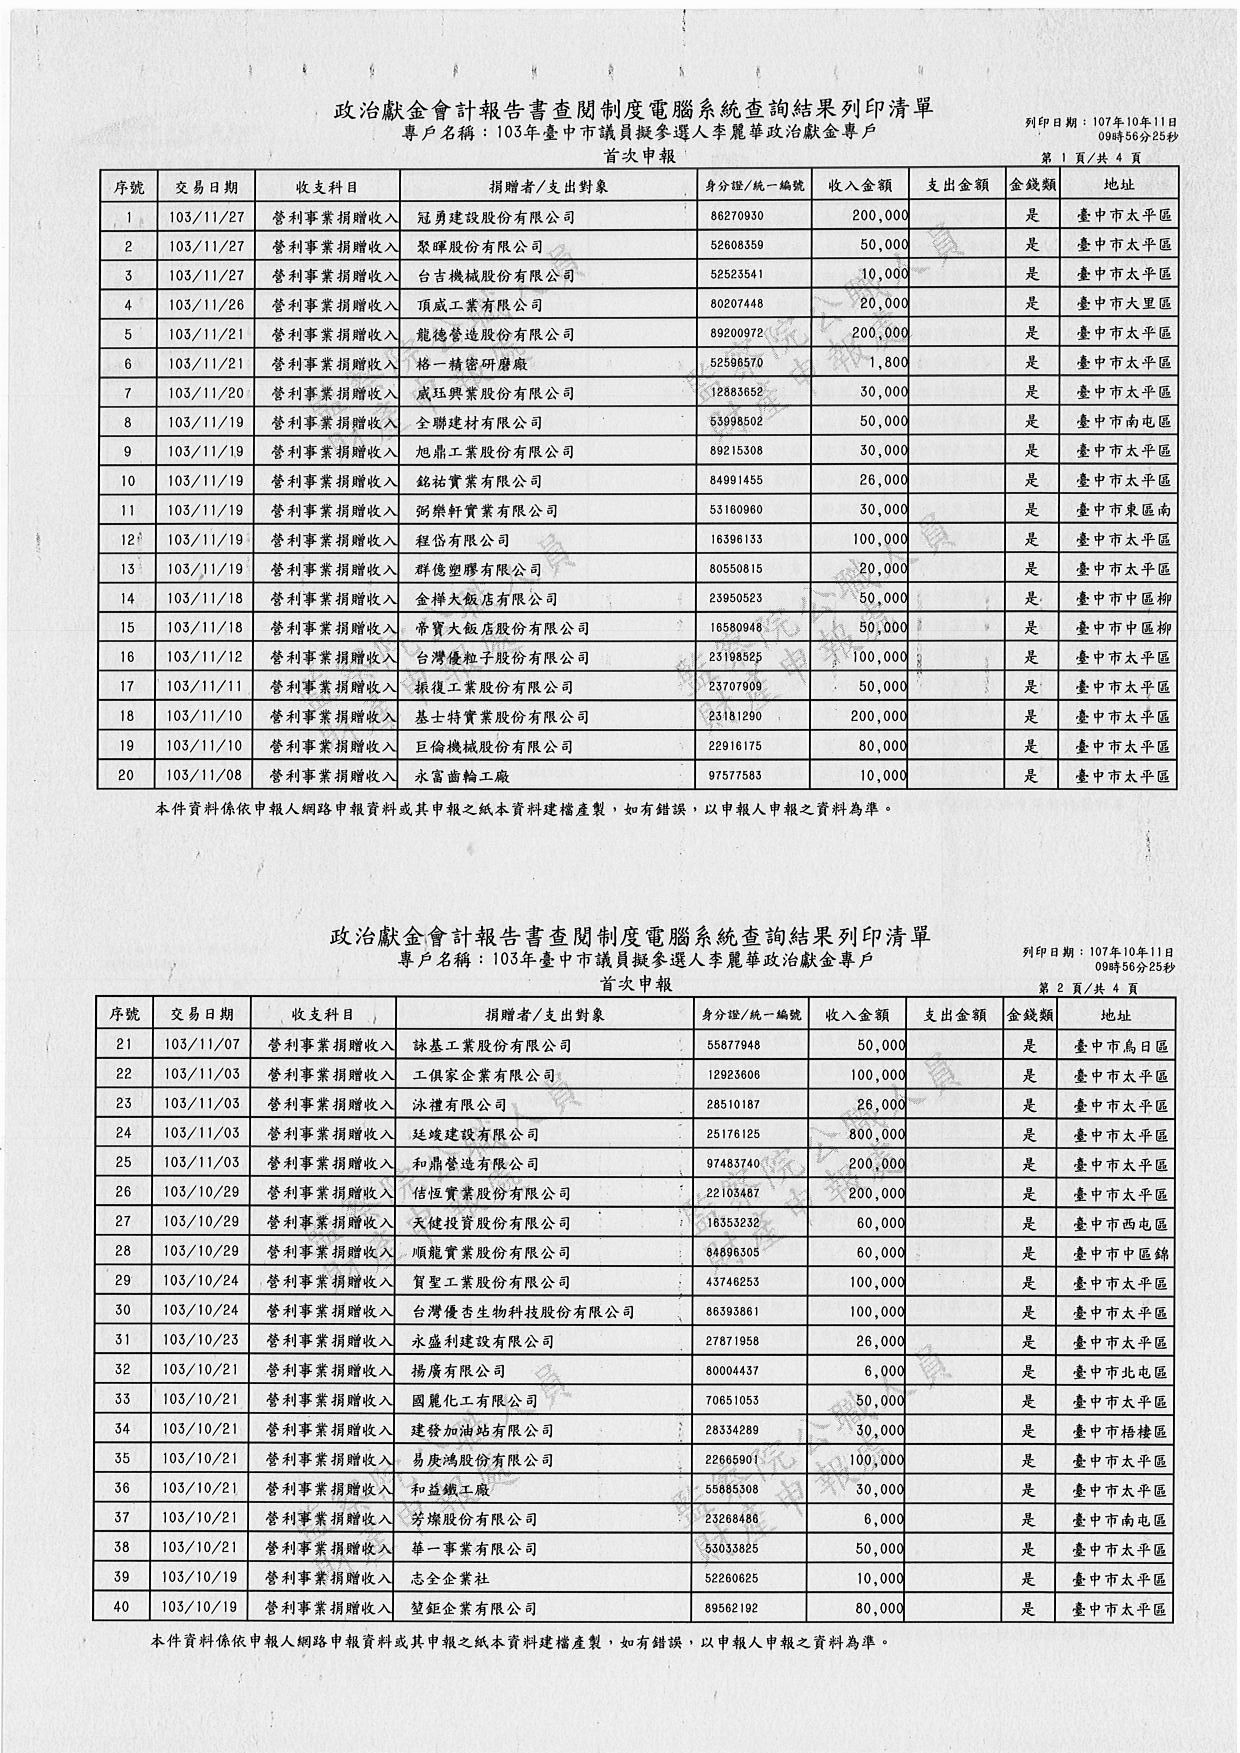 政治獻金會計報告書查閱制度電腦系統查詢結果列印清單
專戶名稱：103年臺中市議員擬參選人李麗華政治獻金專戶
列印日期：107年10年11日
09時56分25秒
首次申報
第 1 頁/共 4 頁
序號 交易日期 收支科目 捐贈者/支出對象 身分證/統一編號 收入金額 支出金額 金錢類 地址
1 103/11/27 營利事業捐贈收入 冠勇建設股份有限公司 86270930 200,000 是 臺中市太平區
2 103/11/27 營利事業捐贈收入 聚暉股份有限公司 52608359 50,000 是 臺中市太平區
3 103/11/27 營利事業捐贈收入 台吉機械股份有限公司 52523541 10,000 是 臺中市太平區
4 103/11/26 營利事業捐贈收入 頂威工業有限公司 80207448 20,000 是 臺中市大里區
5 103/11/21 營利事業捐贈收入 龍德營造股份有限公司 89200972 200,000 是 臺中市太平區
6 103/11/21 營利事業捐贈收入 格一精密研磨廠 52596570 1,800 是 臺中市太平區
7 103/11/20 營利事業捐贈收入 威珏興業股份有限公司 12883652 30,000 是 臺中市太平區
8 103/11/19 營利事業捐贈收入 全聯建材有限公司 53998502 50,000 是 臺中市南屯區
9 103/11/19 營利事業捐贈收入 旭鼎工業股份有限公司 89215308 30,000 是 臺中市太平區
10 103/11/19 營利事業捐贈收入 銘祐實業有限公司 84991455 26,000 是 臺中市太平區
11 103/11/19 營利事業捐贈收入 弼樂軒實業有限公司 53160960 30,000 是 臺中市東區南
12 103/11/19 營利事業捐贈收入 程岱有限公司 16396133 100,000 是 臺中市太平區
13 103/11/19 營利事業捐贈收入 群億塑膠有限公司 80550815 20,000 是 臺中市太平區
14 103/11/18 營利事業捐贈收入 金樺大飯店有限公司 23950523 50,000 是 臺中市中區柳
15 103/11/18 營利事業捐贈收入 帝寶大飯店股份有限公司 16580948 50,000 是 臺中市中區柳
16 103/11/12 營利事業捐贈收入 台灣優粒子股份有限公司 23198525 100,000 是 臺中市太平區
17 103/11/11 營利事業捐贈收入 振復工業股份有限公司 23707909 50,000 是 臺中市太平區
18 103/11/10 營利事業捐贈收入 基士特實業股份有限公司 23181290 200,000 是 臺中市太平區
19 103/11/10 營利事業捐贈收入 巨倫機械股份有限公司 22916175 80,000 是 臺中市太平區
20 103/11/08 營利事業捐贈收入 永富齒輪工廠 97577583 10,000 是 臺中市太平區
本件資料係依申報人網路申報資料或其申報之紙本資料建檔產製，如有錯誤，以申報人申報之資料為準。
政治獻金會計報告書查閱制度電腦系統查詢結果列印清單
專戶名稱：103年臺中市議員擬參選人李麗華政治獻金專戶
列印日期：107年10年11日
09時56分25秒
首次申報
第 2 頁/共 4 頁
序號 交易日期 收支科目 捐贈者/支出對象 身分證/統一編號 收入金額 支出金額 金錢類 地址
21 103/11/07 營利事業捐贈收入 詠基工業股份有限公司 55877948 50,000 是 臺中市烏日區
22 103/11/03 營利事業捐贈收入 工俱家企業有限公司 12923606 100,000 是 臺中市太平區
23 103/11/03 營利事業捐贈收入 泳禮有限公司 28510187 26,000 是 臺中市太平區
24 103/11/03 營利事業捐贈收入 廷竣建設有限公司 25176125 800,000 是 臺中市太平區
25 103/11/03 營利事業捐贈收入 和鼎營造有限公司 97483740 200,000 是 臺中市太平區
26 103/10/29 營利事業捐贈收入 佶恆實業股份有限公司 22103487 200,000 是 臺中市太平區
27 103/10/29 營利事業捐贈收入 天健投資股份有限公司 16353232 60,000 是 臺中市西屯區
28 103/10/29 營利事業捐贈收入 順龍實業股份有限公司 84896305 60,000 是 臺中市中區錦
29 103/10/24 營利事業捐贈收入 賀聖工業股份有限公司 43746253 100,000 是 臺中市太平區
30 103/10/24 營利事業捐贈收入 台灣優杏生物科技股份有限公司 86393861 100,000 是 臺中市太平區
31 103/10/23 營利事業捐贈收入 永盛利建設有限公司 27871958 26,000 是 臺中市太平區
32 103/10/21 營利事業捐贈收入 揚廣有限公司 80004437 6,000 是 臺中市北屯區
33 103/10/21 營利事業捐贈收入 國麗化工有限公司 70651053 50,000 是 臺中市太平區
34 103/10/21 營利事業捐贈收入 建發加油站有限公司 28334289 30,000 是 臺中市梧棲區
35 103/10/21 營利事業捐贈收入 易庚鴻股份有限公司 22665901 100,000 是 臺中市太平區
36 103/10/21 營利事業捐贈收入 和益鐵工廠 55885308 30,000 是 臺中市太平區
37 103/10/21 營利事業捐贈收入 芳燦股份有限公司 23268486 6,000 是 臺中市南屯區
38 103/10/21 營利事業捐贈收入 華一事業有限公司 53033825 50,000 是 臺中市太平區
39 103/10/19 營利事業捐贈收入 志全企業社 52260625 10,000 是 臺中市太平區
40 103/10/19 營利事業捐贈收入 堃鉅企業有限公司 89562192 80,000 是 臺中市太平區
本件資料係依申報人網路申報資料或其申報之紙本資料建檔產製，如有錯誤，以申報人申報之資料為準。